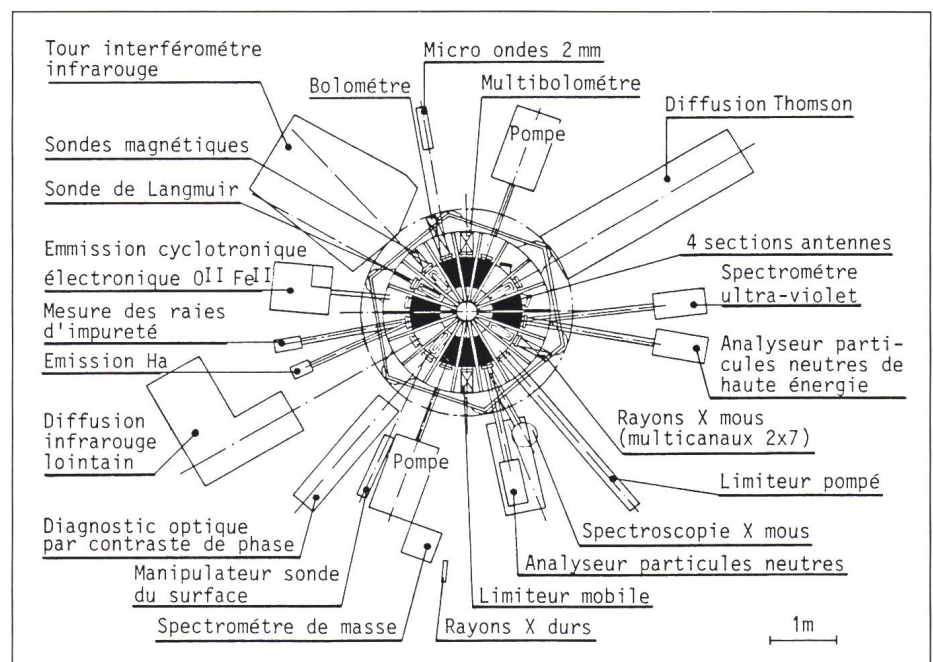 Tour interférométre
infrarouge
Micro ondes 2 mm
Bolométre
Multibolométre
Diffusion Thomson
Pompe
Sondes magnétiques
Sonde de Langmuir
4 sections antennes
Emmission cyclotronique
électronique OII FeII
Spectrométre
ultra-violet
Mesure des raies
d'impureté
Analyseur parti-
cules neutres de
haute énergie
Emission Ha
Rayons X mous
(multicanaux 2x7)
Diffusion
infrarouge
lointain
Pompe
Limiteur pompé
Diagnostic optique
par contraste de phase
Spectroscopie X mous
Analyseur particules neutres
Manipulateur sonde
du surface
Limiteur mobile
Spectrométre de masse
Rayons X durs
1m